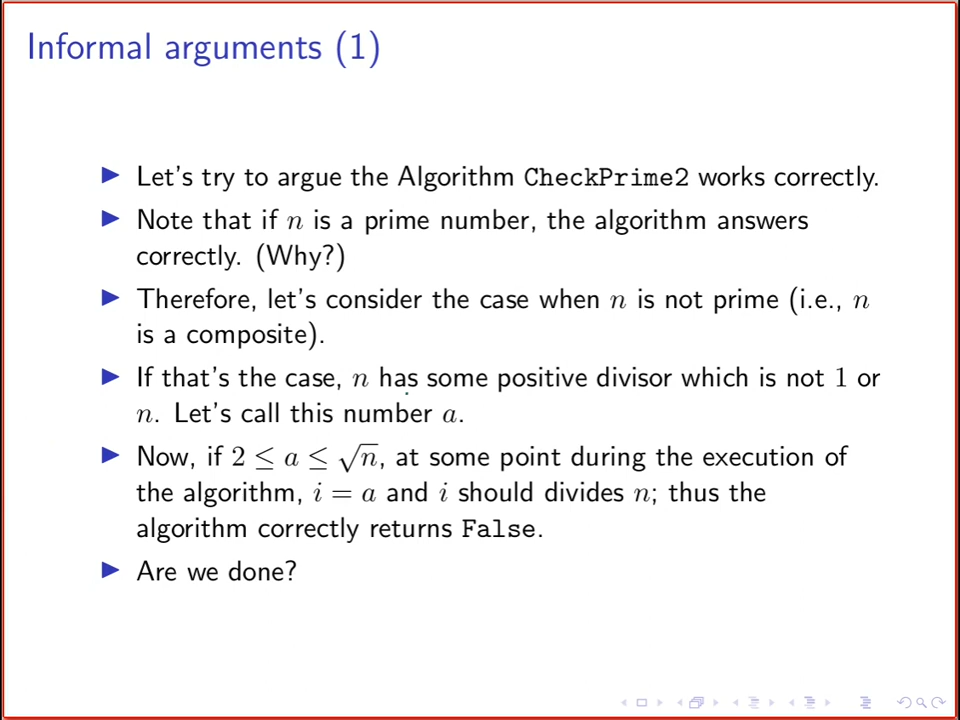 Informal arguments (1)
▶ Let's try to argue the Algorithm CheckPrime2 works correctly.
▶ Note that if n is a prime number, the algorithm answers
correctly. (Why?)
▶ Therefore, let's consider the case when n is not prime (i.e., n
is a composite).
▶ If that's the case, n has some positive divisor which is not 1 or
n. Let's call this number a.
▶ Now, if 2 ≤ a ≤ √n, at some point during the execution of
the algorithm, i = a and i should divides n; thus the
algorithm correctly returns False.
▶ Are we done?